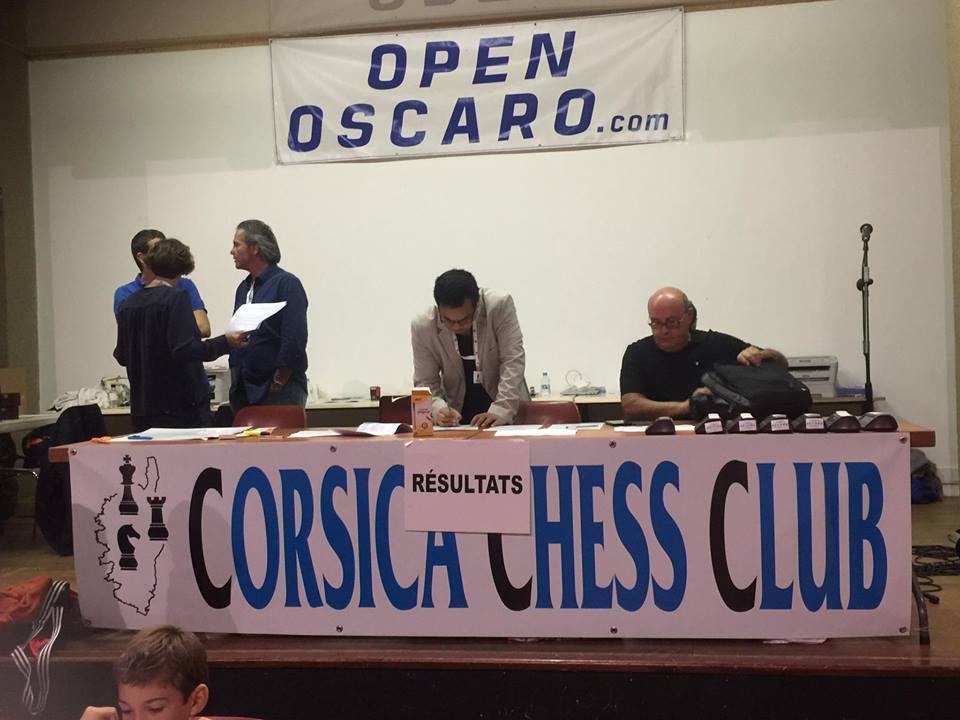 OPEN
OSCARO.com
RÉSULTATS
CORSICA CHESS CLUB